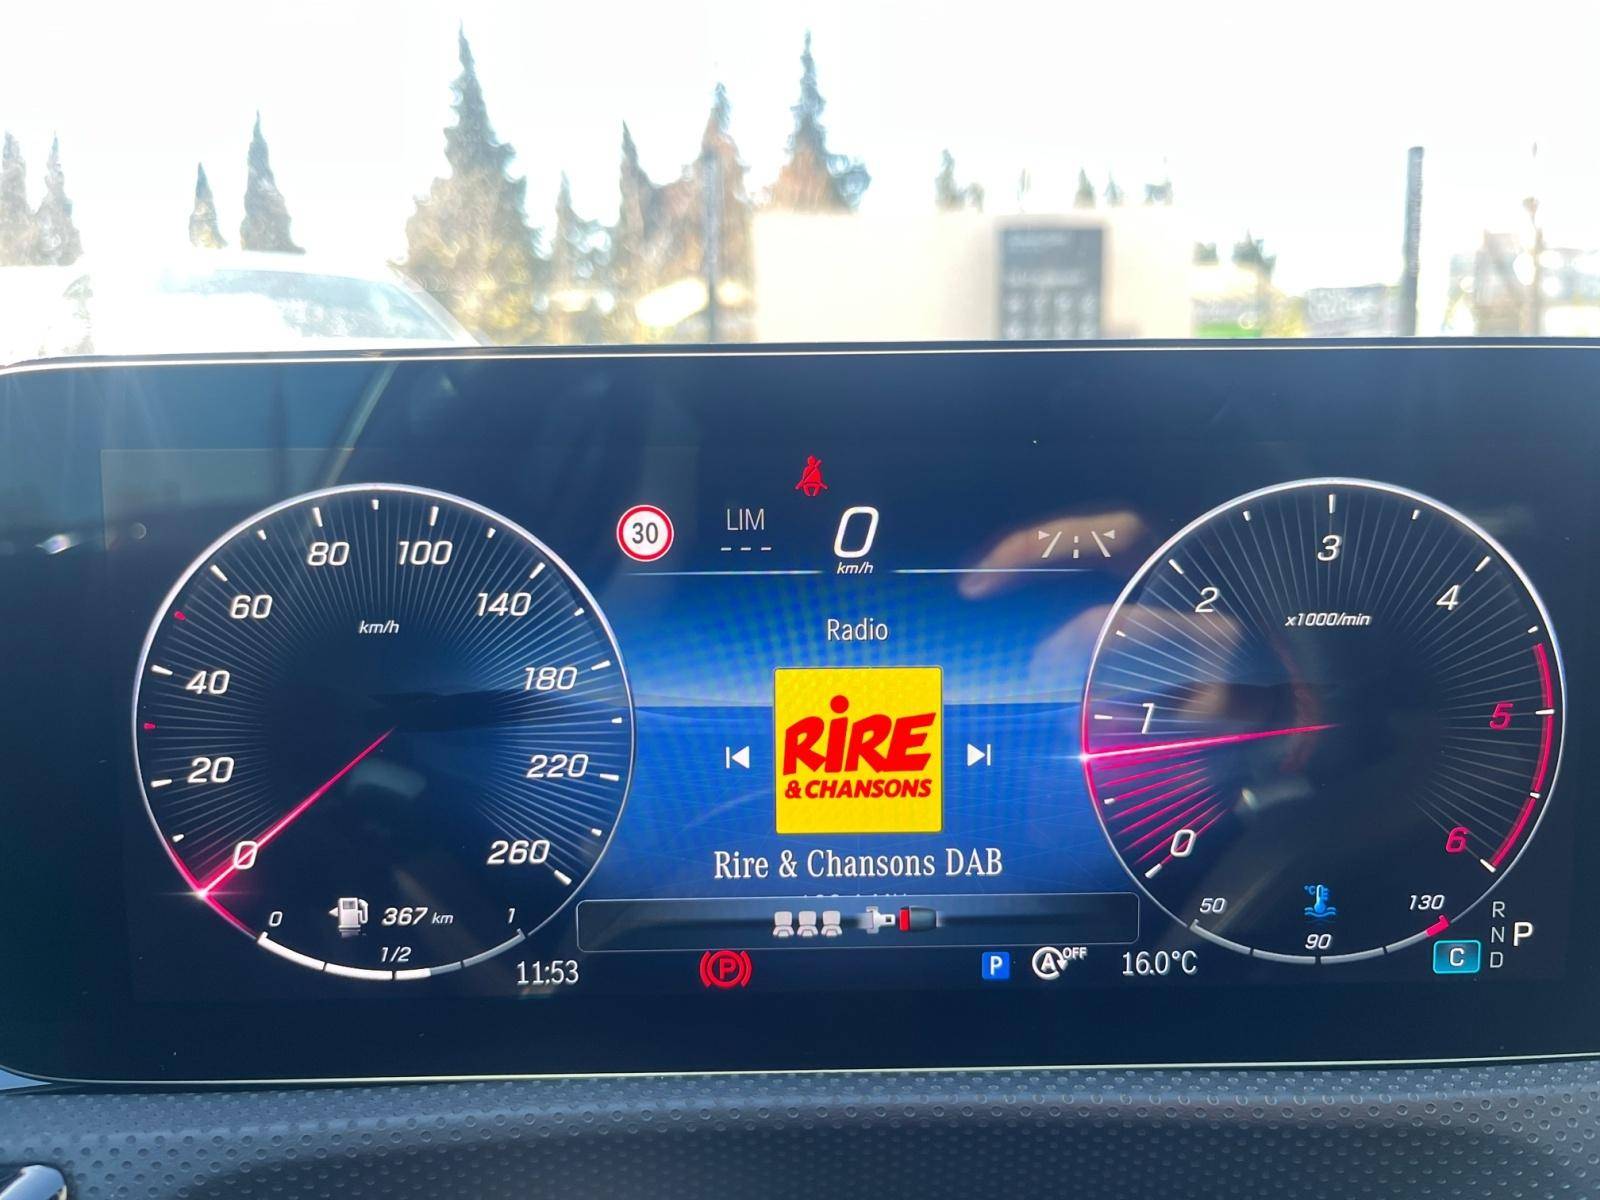 30
LIM
---
0
km/h
80
100
60
140
km/h
40
180
20
220
0
260
0
367 km
1
1/2
11:53
Radio
RiRE
& CHANSONS
Rire & Chansons DAB
P
P
A OFF
16.0°C
3
2
4
x1000/min
1
5
0
6
°C
50
130
90
R
N P
C D